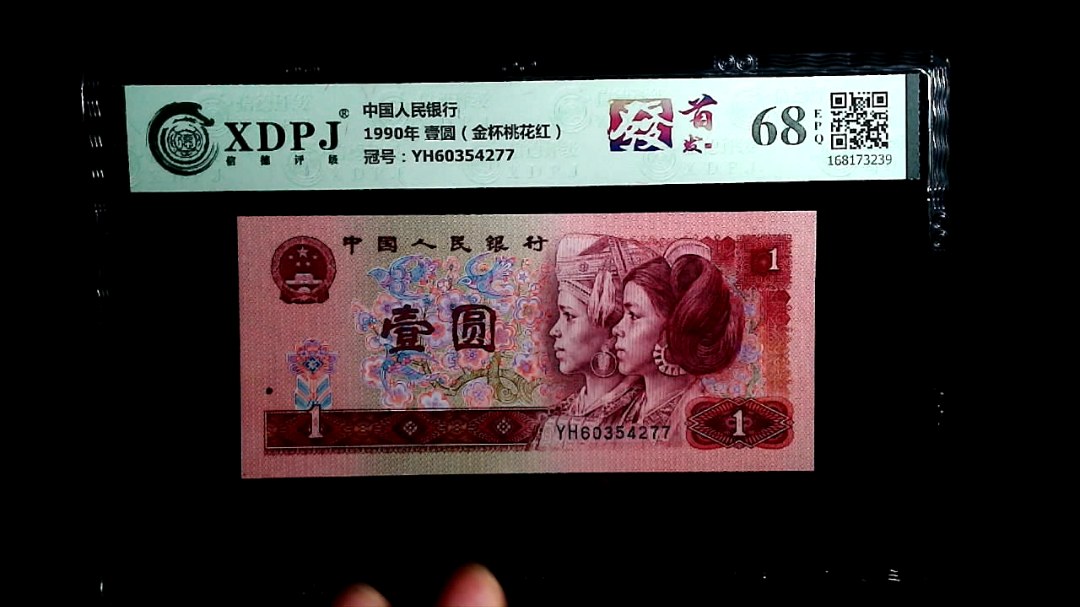 XDPJ®
信德评级
中国人民银行
1990年 壹圆（金杯桃花红）
冠号：YH60354277
發
首发
68
EPQ
168173239
中国人民银行
1
壹圆
1
YH60354277
1